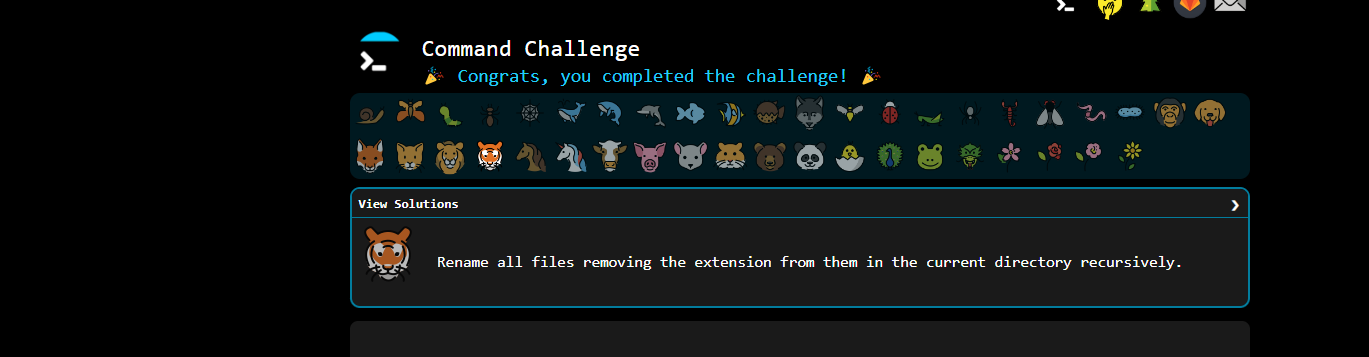 Command Challenge
🎉 Congrats, you completed the challenge! 🎉
View Solutions
Rename all files removing the extension from them in the current directory recursively.